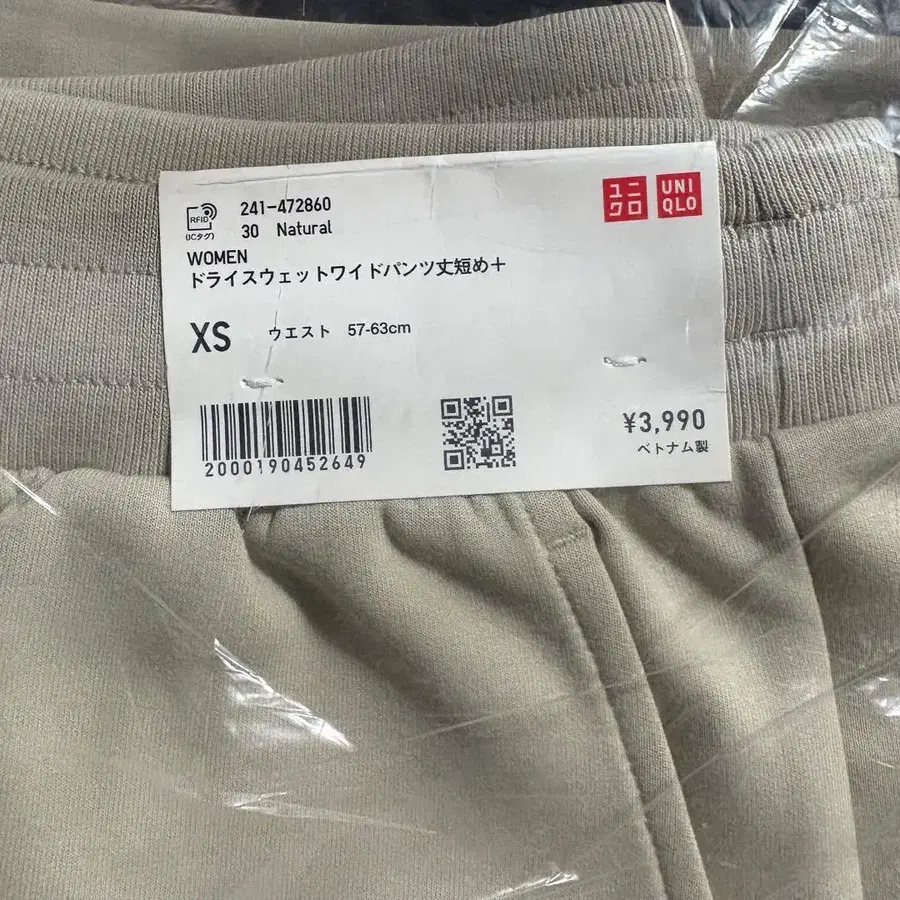 RFID
(ICタグ)
241-472860
30 Natural
ユニ
クロ
UNI
QLO
WOMEN
ドライスウェットワイドパンツ丈短め+
XS ウエスト 57-63cm
2000190452649
¥3,990
ベトナム製